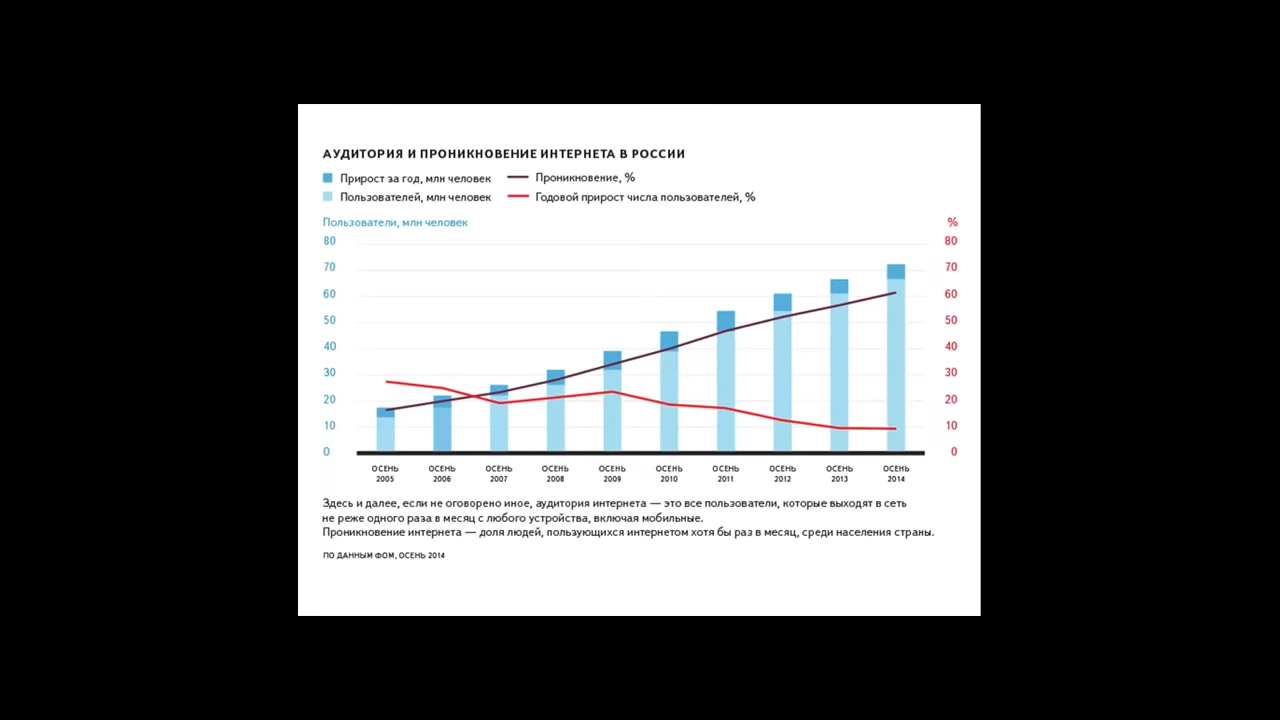 АУДИТОРИЯ И ПРОНИКНОВЕНИЕ ИНТЕРНЕТА В РОССИИ
Прирост за год, млн человек Проникновение, %
Пользователей, млн человек Годовой прирост числа пользователей, %
Пользователи, млн человек %
80 80
70 70
60 60
50 50
40 40
30 30
20 20
10 10
0 0
ОСЕНЬ ОСЕНЬ ОСЕНЬ ОСЕНЬ ОСЕНЬ ОСЕНЬ ОСЕНЬ ОСЕНЬ ОСЕНЬ ОСЕНЬ
2005 2006 2007 2008 2009 2010 2011 2012 2013 2014
Здесь и далее, если не оговорено иное, аудитория интернета — это все пользователи, которые выходят в сеть
не реже одного раза в месяц с любого устройства, включая мобильные.
Проникновение интернета — доля людей, пользующихся интернетом хотя бы раз в месяц, среди населения страны.
ПО ДАННЫМ ФОМ, ОСЕНЬ 2014